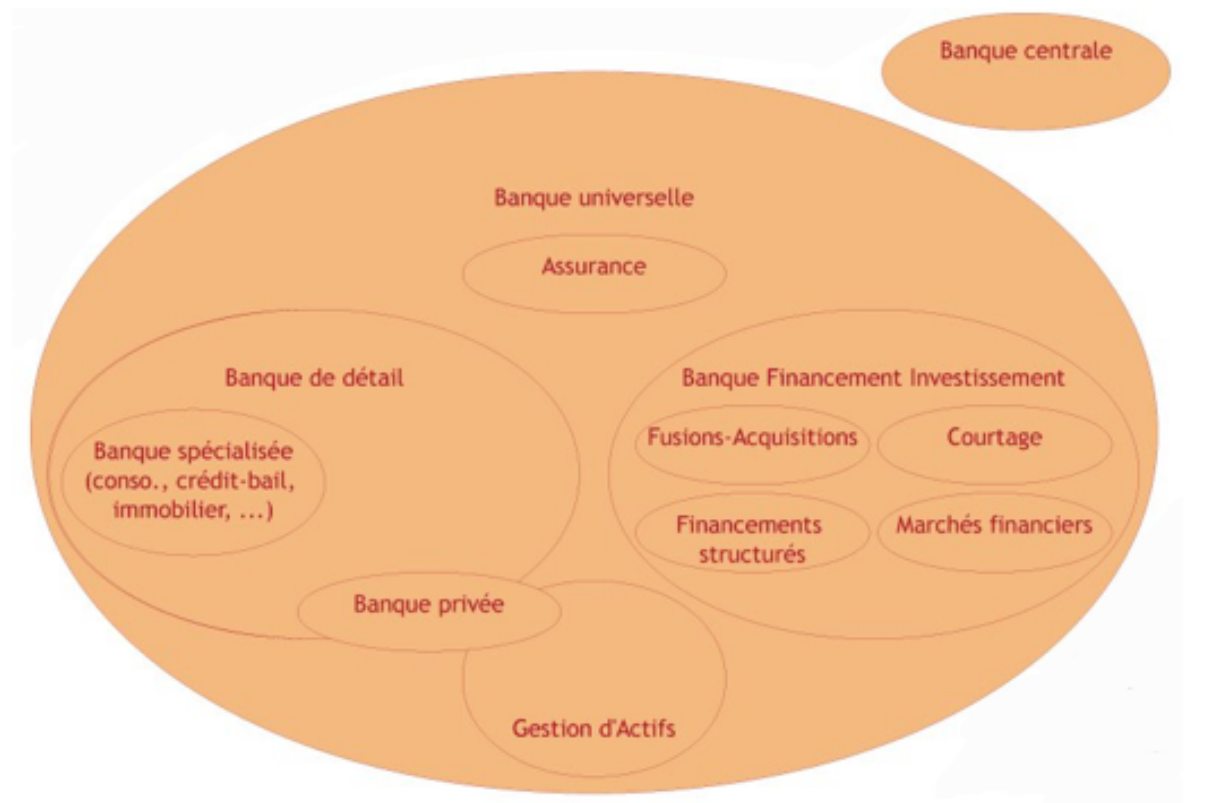 Banque centrale
Banque universelle
Assurance
Banque de détail
Banque spécialisée
(conso., crédit-bail,
immobilier, ...)
Banque Financement Investissement
Fusions-Acquisitions
Courtage
Financements
structurés
Marchés financiers
Banque privée
Gestion d'Actifs